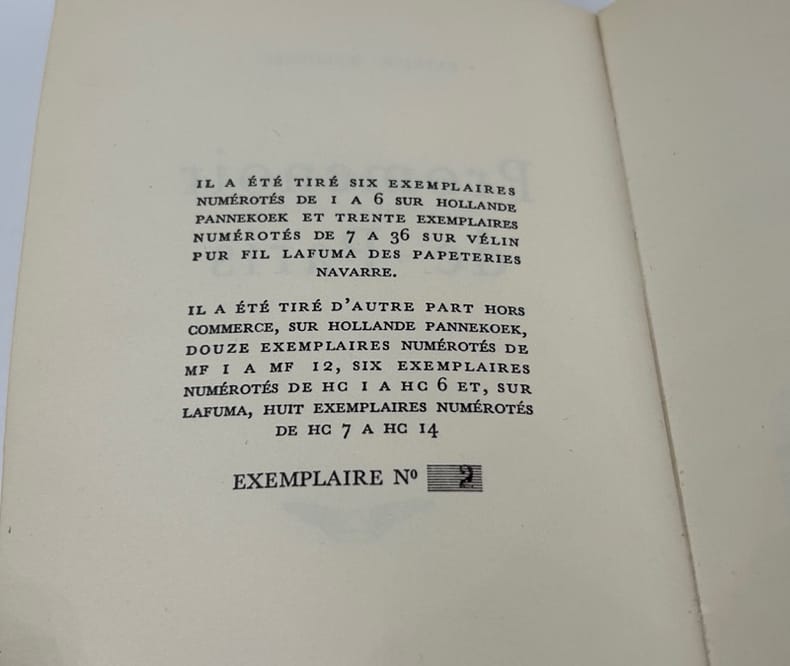 IL A ÉTÉ TIRÉ SIX EXEMPLAIRES
NUMÉROTÉS DE 1 A 6 SUR HOLLANDE
PANNEKOEK ET TRENTE EXEMPLAIRES
NUMÉROTÉS DE 7 A 36 SUR VÉLIN
PUR FIL LAFUMA DES PAPETERIES
NAVARRE.
IL A ÉTÉ TIRÉ D'AUTRE PART HORS
COMMERCE, SUR HOLLANDE PANNEKOEK,
DOUZE EXEMPLAIRES NUMÉROTÉS DE
MF 1 A MF 12, SIX EXEMPLAIRES
NUMÉROTÉS DE HC 1 A HC 6 ET, SUR
LAFUMA, HUIT EXEMPLAIRES NUMÉROTÉS
DE HC 7 A HC 14
EXEMPLAIRE Nº 2